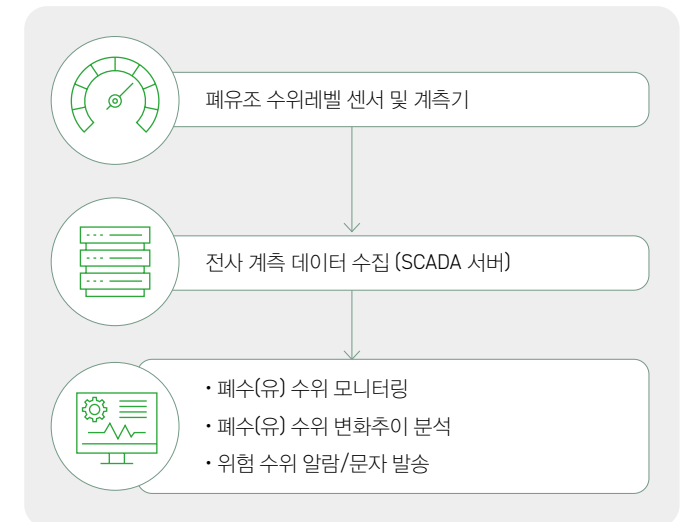 폐유조 수위레벨 센서 및 계측기
전사 계측 데이터 수집 (SCADA 서버)
• 폐수(유) 수위 모니터링
• 폐수(유) 수위 변화추이 분석
• 위험 수위 알람/문자 발송